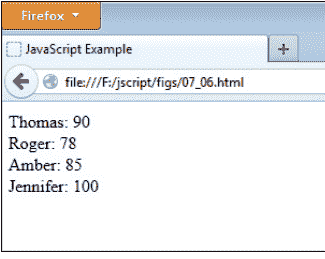 Firefox
JavaScript Example
file:///F:/jscript/figs/07_06.html
Thomas: 90
Roger: 78
Amber: 85
Jennifer: 100